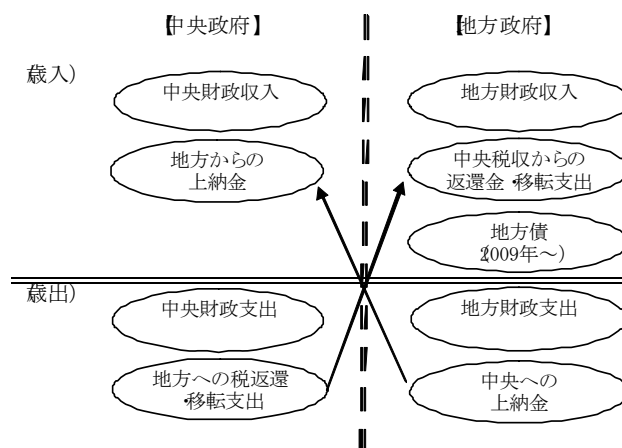 【中央政府】 【地方政府】
(歳入)
中央財政収入 地方財政収入
地方からの
上納金
中央税収からの
返還金・移転支出
地方債
(2009年～)
(歳出)
中央財政支出 地方財政支出
地方への税返還
・移転支出
中央への
上納金